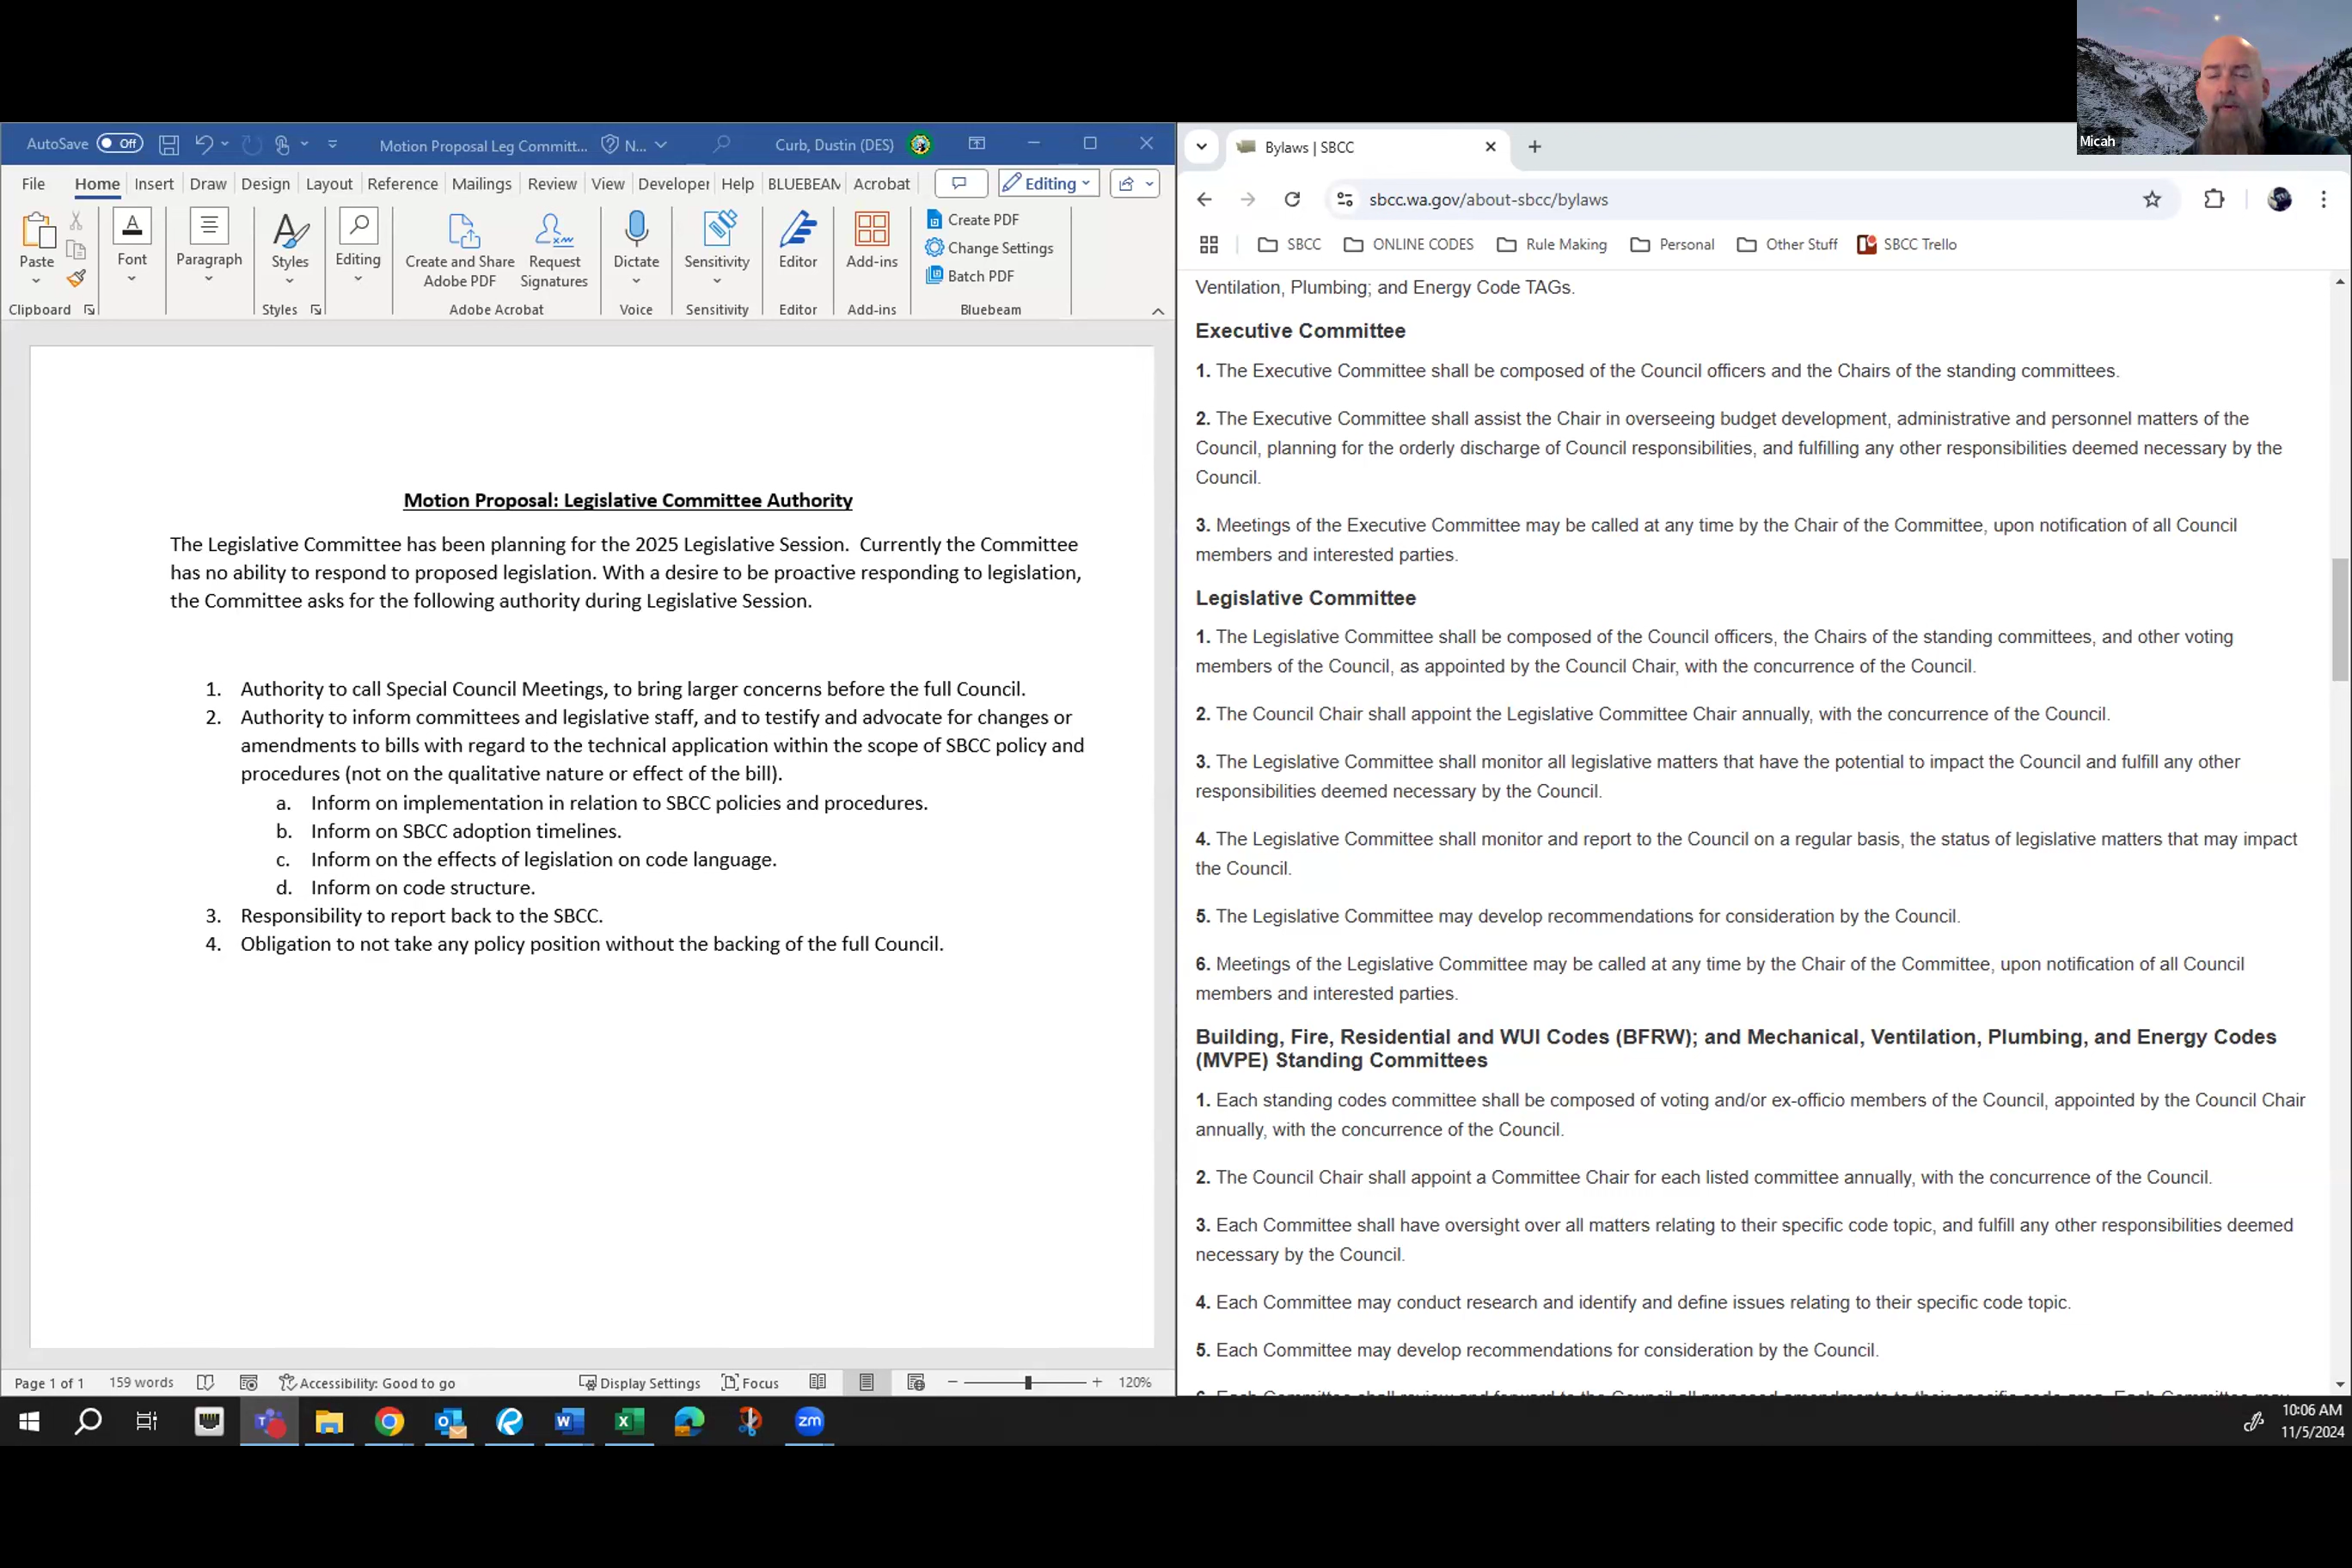 Micah
AutoSave Off Motion Proposal Leg Committ... N... Curb, Dustin (DES)
File Home Insert Draw Design Layout Reference Mailings Review View Developer Help BLUEBEAM Acrobat Editing
Paste Font Paragraph Styles Editing Create and Share Adobe PDF Request Signatures Dictate Sensitivity Editor Add-ins
Create PDF
Change Settings
Batch PDF
Clipboard Styles Adobe Acrobat Voice Sensitivity Editor Add-ins Bluebeam
Motion Proposal: Legislative Committee Authority
The Legislative Committee has been planning for the 2025 Legislative Session. Currently the Committee
has no ability to respond to proposed legislation. With a desire to be proactive responding to legislation,
the Committee asks for the following authority during Legislative Session.
1. Authority to call Special Council Meetings, to bring larger concerns before the full Council.
2. Authority to inform committees and legislative staff, and to testify and advocate for changes or
amendments to bills with regard to the technical application within the scope of SBCC policy and
procedures (not on the qualitative nature or effect of the bill).
a. Inform on implementation in relation to SBCC policies and procedures.
b. Inform on SBCC adoption timelines.
c. Inform on the effects of legislation on code language.
d. Inform on code structure.
3. Responsibility to report back to the SBCC.
4. Obligation to not take any policy position without the backing of the full Council.
Page 1 of 1 159 words Accessibility: Good to go Display Settings Focus 120%
Bylaws | SBCC
sbcc.wa.gov/about-sbcc/bylaws
SBCC ONLINE CODES Rule Making Personal Other Stuff SBCC Trello
Ventilation, Plumbing; and Energy Code TAGs.
Executive Committee
1. The Executive Committee shall be composed of the Council officers and the Chairs of the standing committees.
2. The Executive Committee shall assist the Chair in overseeing budget development, administrative and personnel matters of the
Council, planning for the orderly discharge of Council responsibilities, and fulfilling any other responsibilities deemed necessary by the
Council.
3. Meetings of the Executive Committee may be called at any time by the Chair of the Committee, upon notification of all Council
members and interested parties.
Legislative Committee
1. The Legislative Committee shall be composed of the Council officers, the Chairs of the standing committees, and other voting
members of the Council, as appointed by the Council Chair, with the concurrence of the Council.
2. The Council Chair shall appoint the Legislative Committee Chair annually, with the concurrence of the Council.
3. The Legislative Committee shall monitor all legislative matters that have the potential to impact the Council and fulfill any other
responsibilities deemed necessary by the Council.
4. The Legislative Committee shall monitor and report to the Council on a regular basis, the status of legislative matters that may impact
the Council.
5. The Legislative Committee may develop recommendations for consideration by the Council.
6. Meetings of the Legislative Committee may be called at any time by the Chair of the Committee, upon notification of all Council
members and interested parties.
Building, Fire, Residential and WUI Codes (BFRW); and Mechanical, Ventilation, Plumbing, and Energy Codes
(MVPE) Standing Committees
1. Each standing codes committee shall be composed of voting and/or ex-officio members of the Council, appointed by the Council Chair
annually, with the concurrence of the Council.
2. The Council Chair shall appoint a Committee Chair for each listed committee annually, with the concurrence of the Council.
3. Each Committee shall have oversight over all matters relating to their specific code topic, and fulfill any other responsibilities deemed
necessary by the Council.
4. Each Committee may conduct research and identify and define issues relating to their specific code topic.
5. Each Committee may develop recommendations for consideration by the Council.
6. Each Committee shall review and forward to the Council all proposed amendments to their specific code area. Each Committee may
zm
10:06 AM
11/5/2024